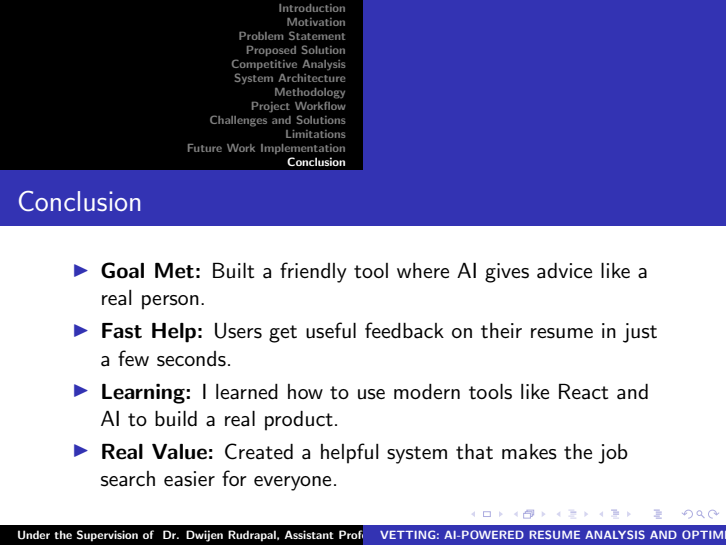 Introduction
Motivation
Problem Statement
Proposed Solution
Competitive Analysis
System Architecture
Methodology
Project Workflow
Challenges and Solutions
Limitations
Future Work Implementation
Conclusion
Conclusion
Goal Met: Built a friendly tool where AI gives advice like a
real person.
Fast Help: Users get useful feedback on their resume in just
a few seconds.
Learning: I learned how to use modern tools like React and
AI to build a real product.
Real Value: Created a helpful system that makes the job
search easier for everyone.
Under the Supervision of Dr. Dwijen Rudrapal, Assistant Prof
VETTING: AI-POWERED RESUME ANALYSIS AND OPTIM